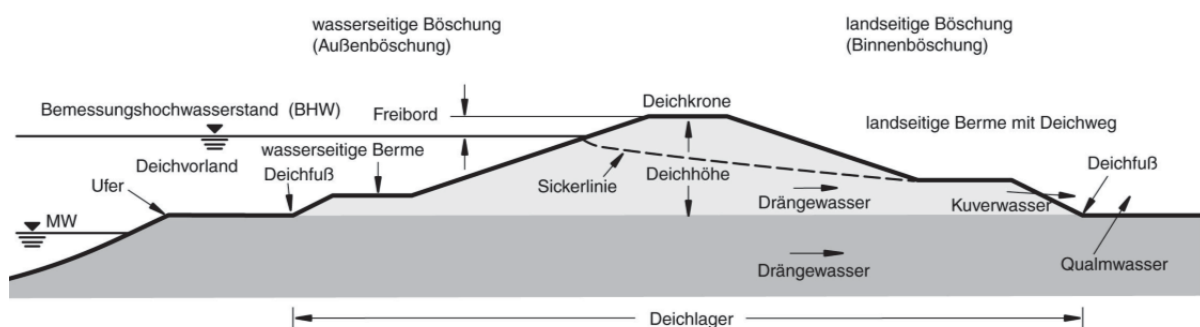 wasserseitige Böschung
(Außenböschung)
landseitige Böschung
(Binnenböschung)
Bemessungshochwasserstand (BHW)
Freibord
Deichkrone
landseitige Berme mit Deichweg
wasserseitige Berme
Deichvorland
Deichfuß
Ufer
Sickerlinie
Deichhöhe
Deichfuß
Drängewasser
Kuverwasser
MW
Drängewasser
Qualmwasser
Deichlager